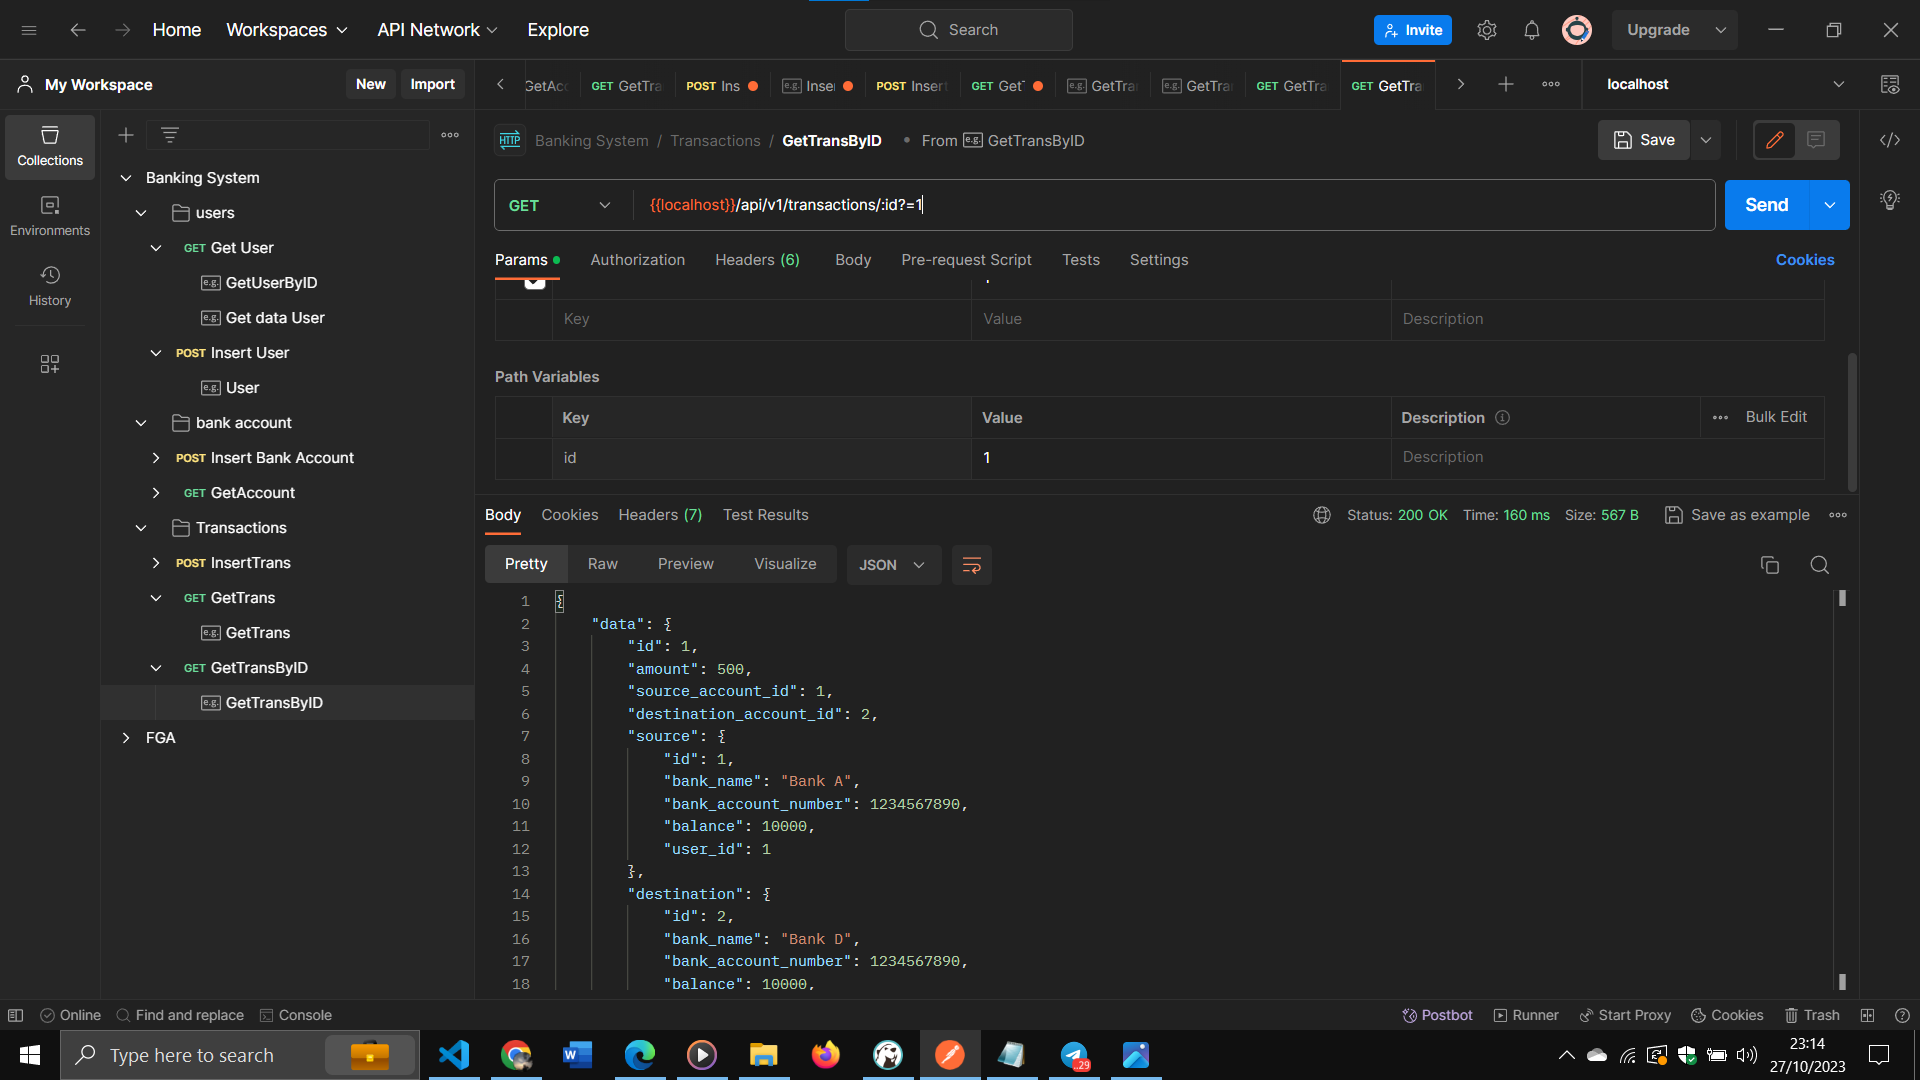 Home Workspaces API Network Explore Search Invite Upgrade
My Workspace New Import GET GetTra POST Ins e.g. Inse POST Insert GET Get e.g. GetTra e.g. GetTra GET GetTra GET GetTra localhost
Collections
Environments
History
Banking System
users
GET Get User
e.g. GetUserByID
e.g. Get data User
POST Insert User
e.g. User
bank account
POST Insert Bank Account
GET GetAccount
Transactions
POST InsertTrans
GET GetTrans
e.g. GetTrans
GET GetTransByID
e.g. GetTransByID
FGA
HTTP Banking System / Transactions / GetTransByID From e.g. GetTransByID Save
GET {{localhost}}/api/v1/transactions/:id?=1 Send
Params Authorization Headers (6) Body Pre-request Script Tests Settings Cookies
Key Value Description
Path Variables
Key Value Description Bulk Edit
id 1 Description
Body Cookies Headers (7) Test Results Status: 200 OK Time: 160 ms Size: 567 B Save as example
Pretty Raw Preview Visualize JSON
1 {
2 "data": {
3 "id": 1,
4 "amount": 500,
5 "source_account_id": 1,
6 "destination_account_id": 2,
7 "source": {
8 "id": 1,
9 "bank_name": "Bank A",
10 "bank_account_number": 1234567890,
11 "balance": 10000,
12 "user_id": 1
13 },
14 "destination": {
15 "id": 2,
16 "bank_name": "Bank D",
17 "bank_account_number": 1234567890,
18 "balance": 10000,
Online Find and replace Console Postbot Runner Start Proxy Cookies Trash
Type here to search 23:14
27/10/2023